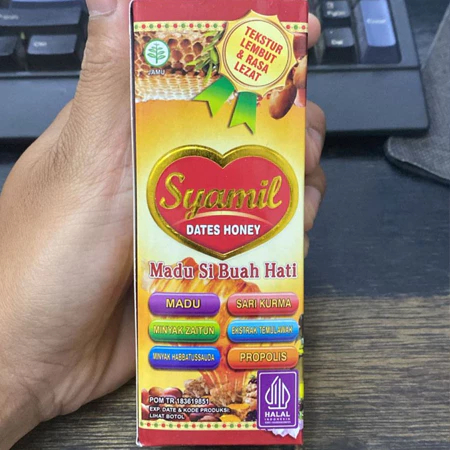 JAMU
TEKSTUR
LEMBUT
& RASA
LEZAT
Syamil
DATES HONEY
Madu Si Buah Hati
MADU
SARI KURMA
MINYAK ZAITUN
EKSTRAK TEMULAWAK
MINYAK HABBATUSSAUDA
PROPOLIS
POM TR 183619851
EXP. DATE & KODE PRODUKSI:
LIHAT BOTOL
HALAL
INDONESIA